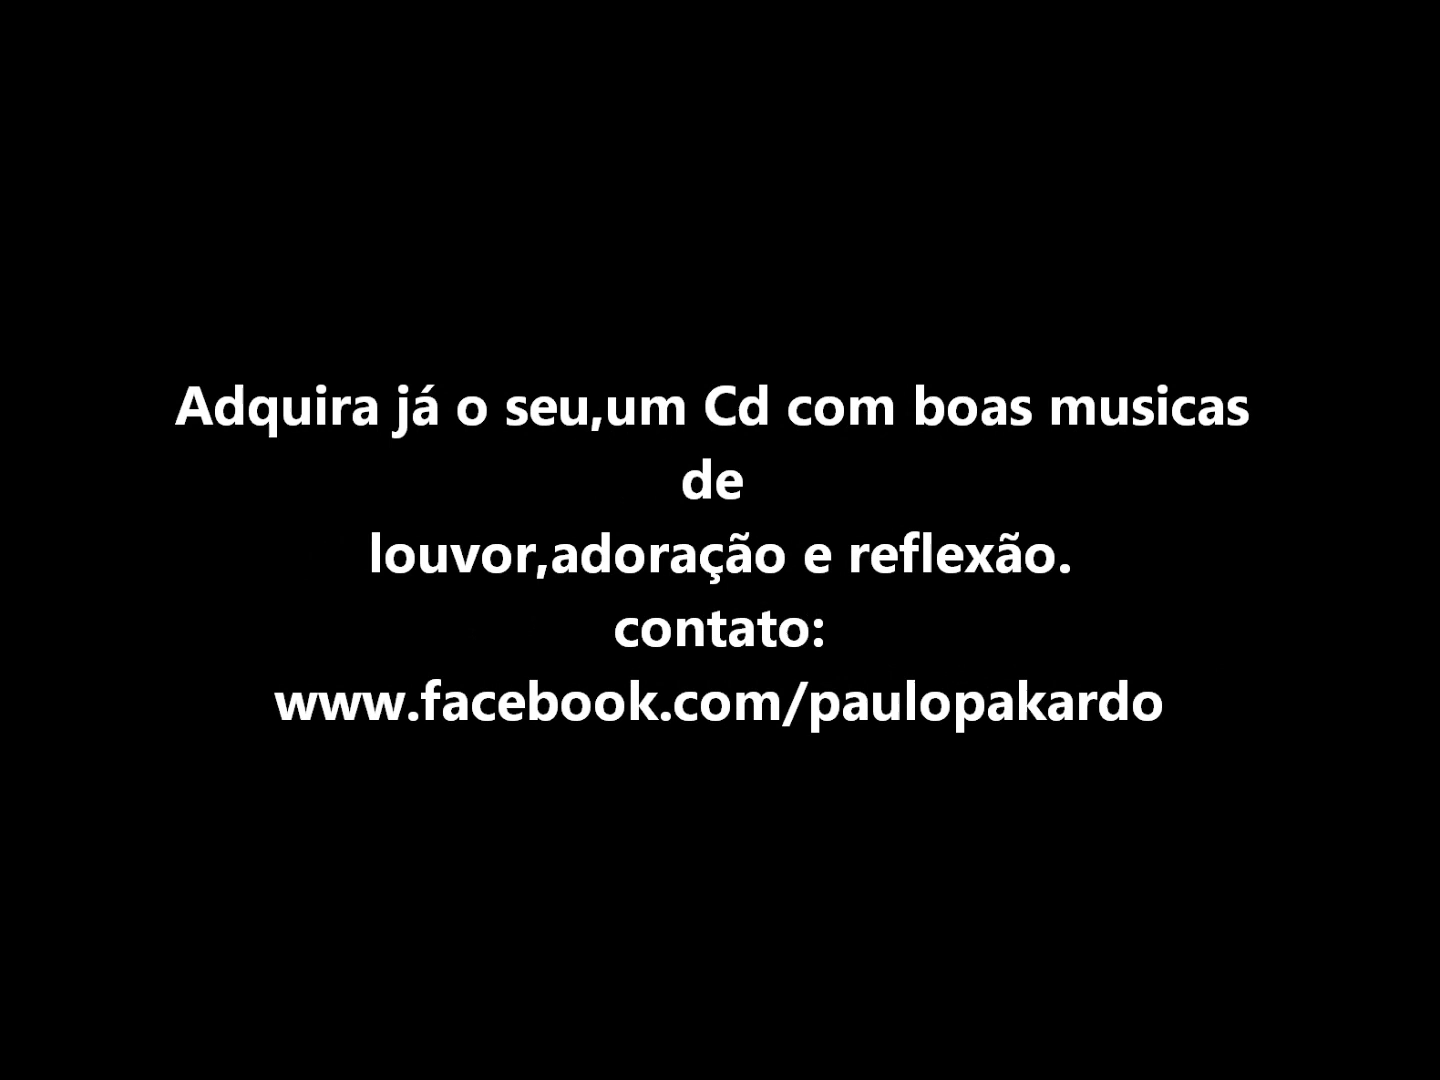 Adquira já o seu,um Cd com boas musicas
de
louvor,adoração e reflexão.
contato:
www.facebook.com/paulopakardo